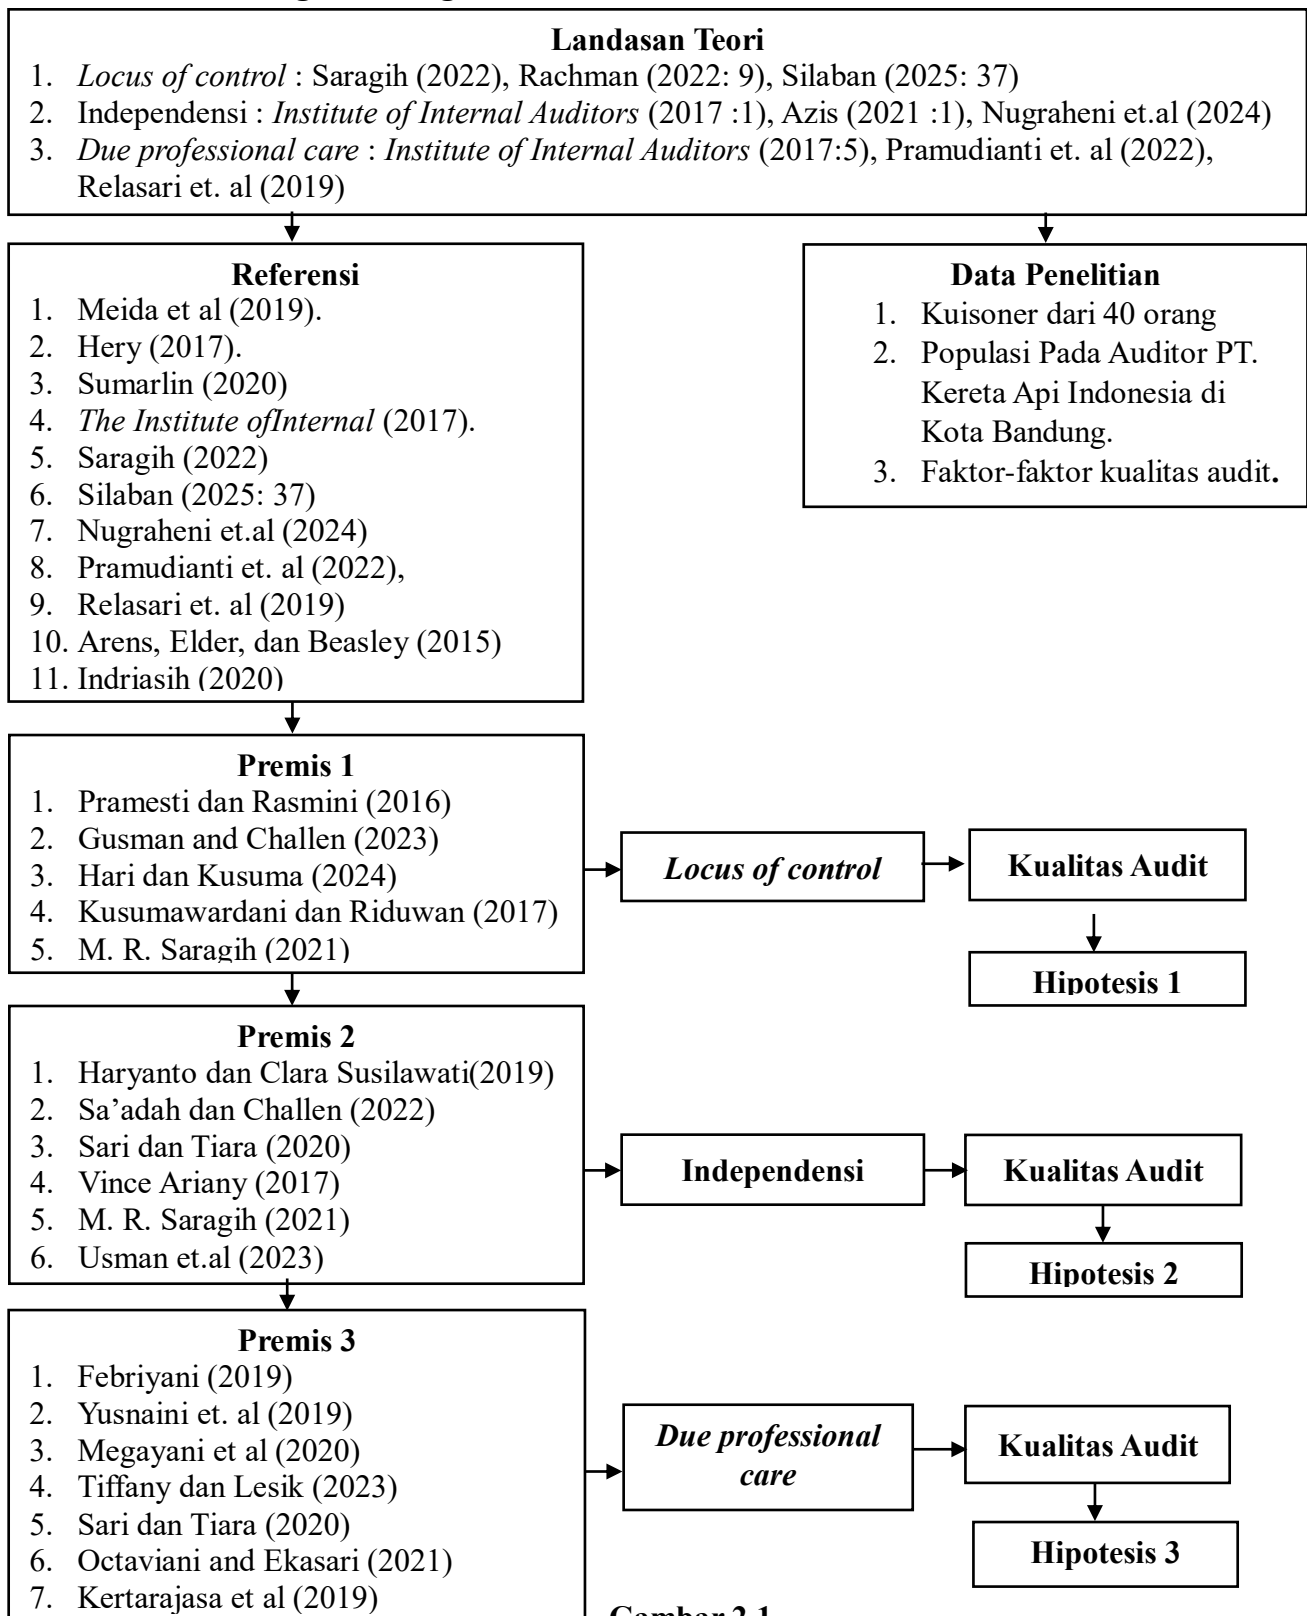 Landasan Teori
1. Locus of control : Saragih (2022), Rachman (2022: 9), Silaban (2025: 37)
2. Independensi : Institute of Internal Auditors (2017 :1), Azis (2021 :1), Nugraheni et.al (2024)
3. Due professional care : Institute of Internal Auditors (2017:5), Pramudianti et. al (2022),
Relasari et. al (2019)
Referensi
1. Meida et al (2019).
2. Hery (2017).
3. Sumarlin (2020)
4. The Institute ofInternal (2017).
5. Saragih (2022)
6. Silaban (2025: 37)
7. Nugraheni et.al (2024)
8. Pramudianti et. al (2022),
9. Relasari et. al (2019)
10. Arens, Elder, dan Beasley (2015)
11. Indriasih (2020)
Data Penelitian
1. Kuisoner dari 40 orang
2. Populasi Pada Auditor PT.
Kereta Api Indonesia di
Kota Bandung.
3. Faktor-faktor kualitas audit.
Premis 1
1. Pramesti dan Rasmini (2016)
2. Gusman and Challen (2023)
3. Hari dan Kusuma (2024)
4. Kusumawardani dan Riduwan (2017)
5. M. R. Saragih (2021)
Locus of control
Kualitas Audit
Hipotesis 1
Premis 2
1. Haryanto dan Clara Susilawati(2019)
2. Sa’adah dan Challen (2022)
3. Sari dan Tiara (2020)
4. Vince Ariany (2017)
5. M. R. Saragih (2021)
6. Usman et.al (2023)
Independensi
Kualitas Audit
Hipotesis 2
Premis 3
1. Febriyani (2019)
2. Yusnaini et. al (2019)
3. Megayani et al (2020)
4. Tiffany dan Lesik (2023)
5. Sari dan Tiara (2020)
6. Octaviani and Ekasari (2021)
7. Kertarajasa et al (2019)
Due professional
care
Kualitas Audit
Hipotesis 3
Gambar 2.1